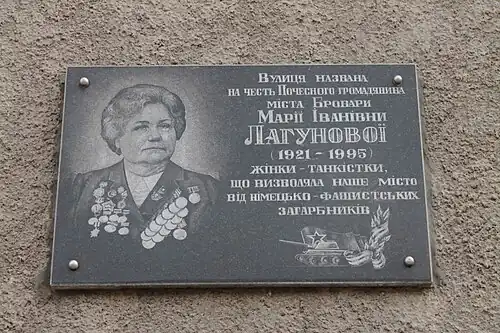 Вулиця названа
на честь Почесного громадянина
міста Бровари
Марії Іванівни
Лагунової
(1921 - 1995)
жінки - танкістки,
що визволяла наше місто
від німецько - фашистських
загарбників